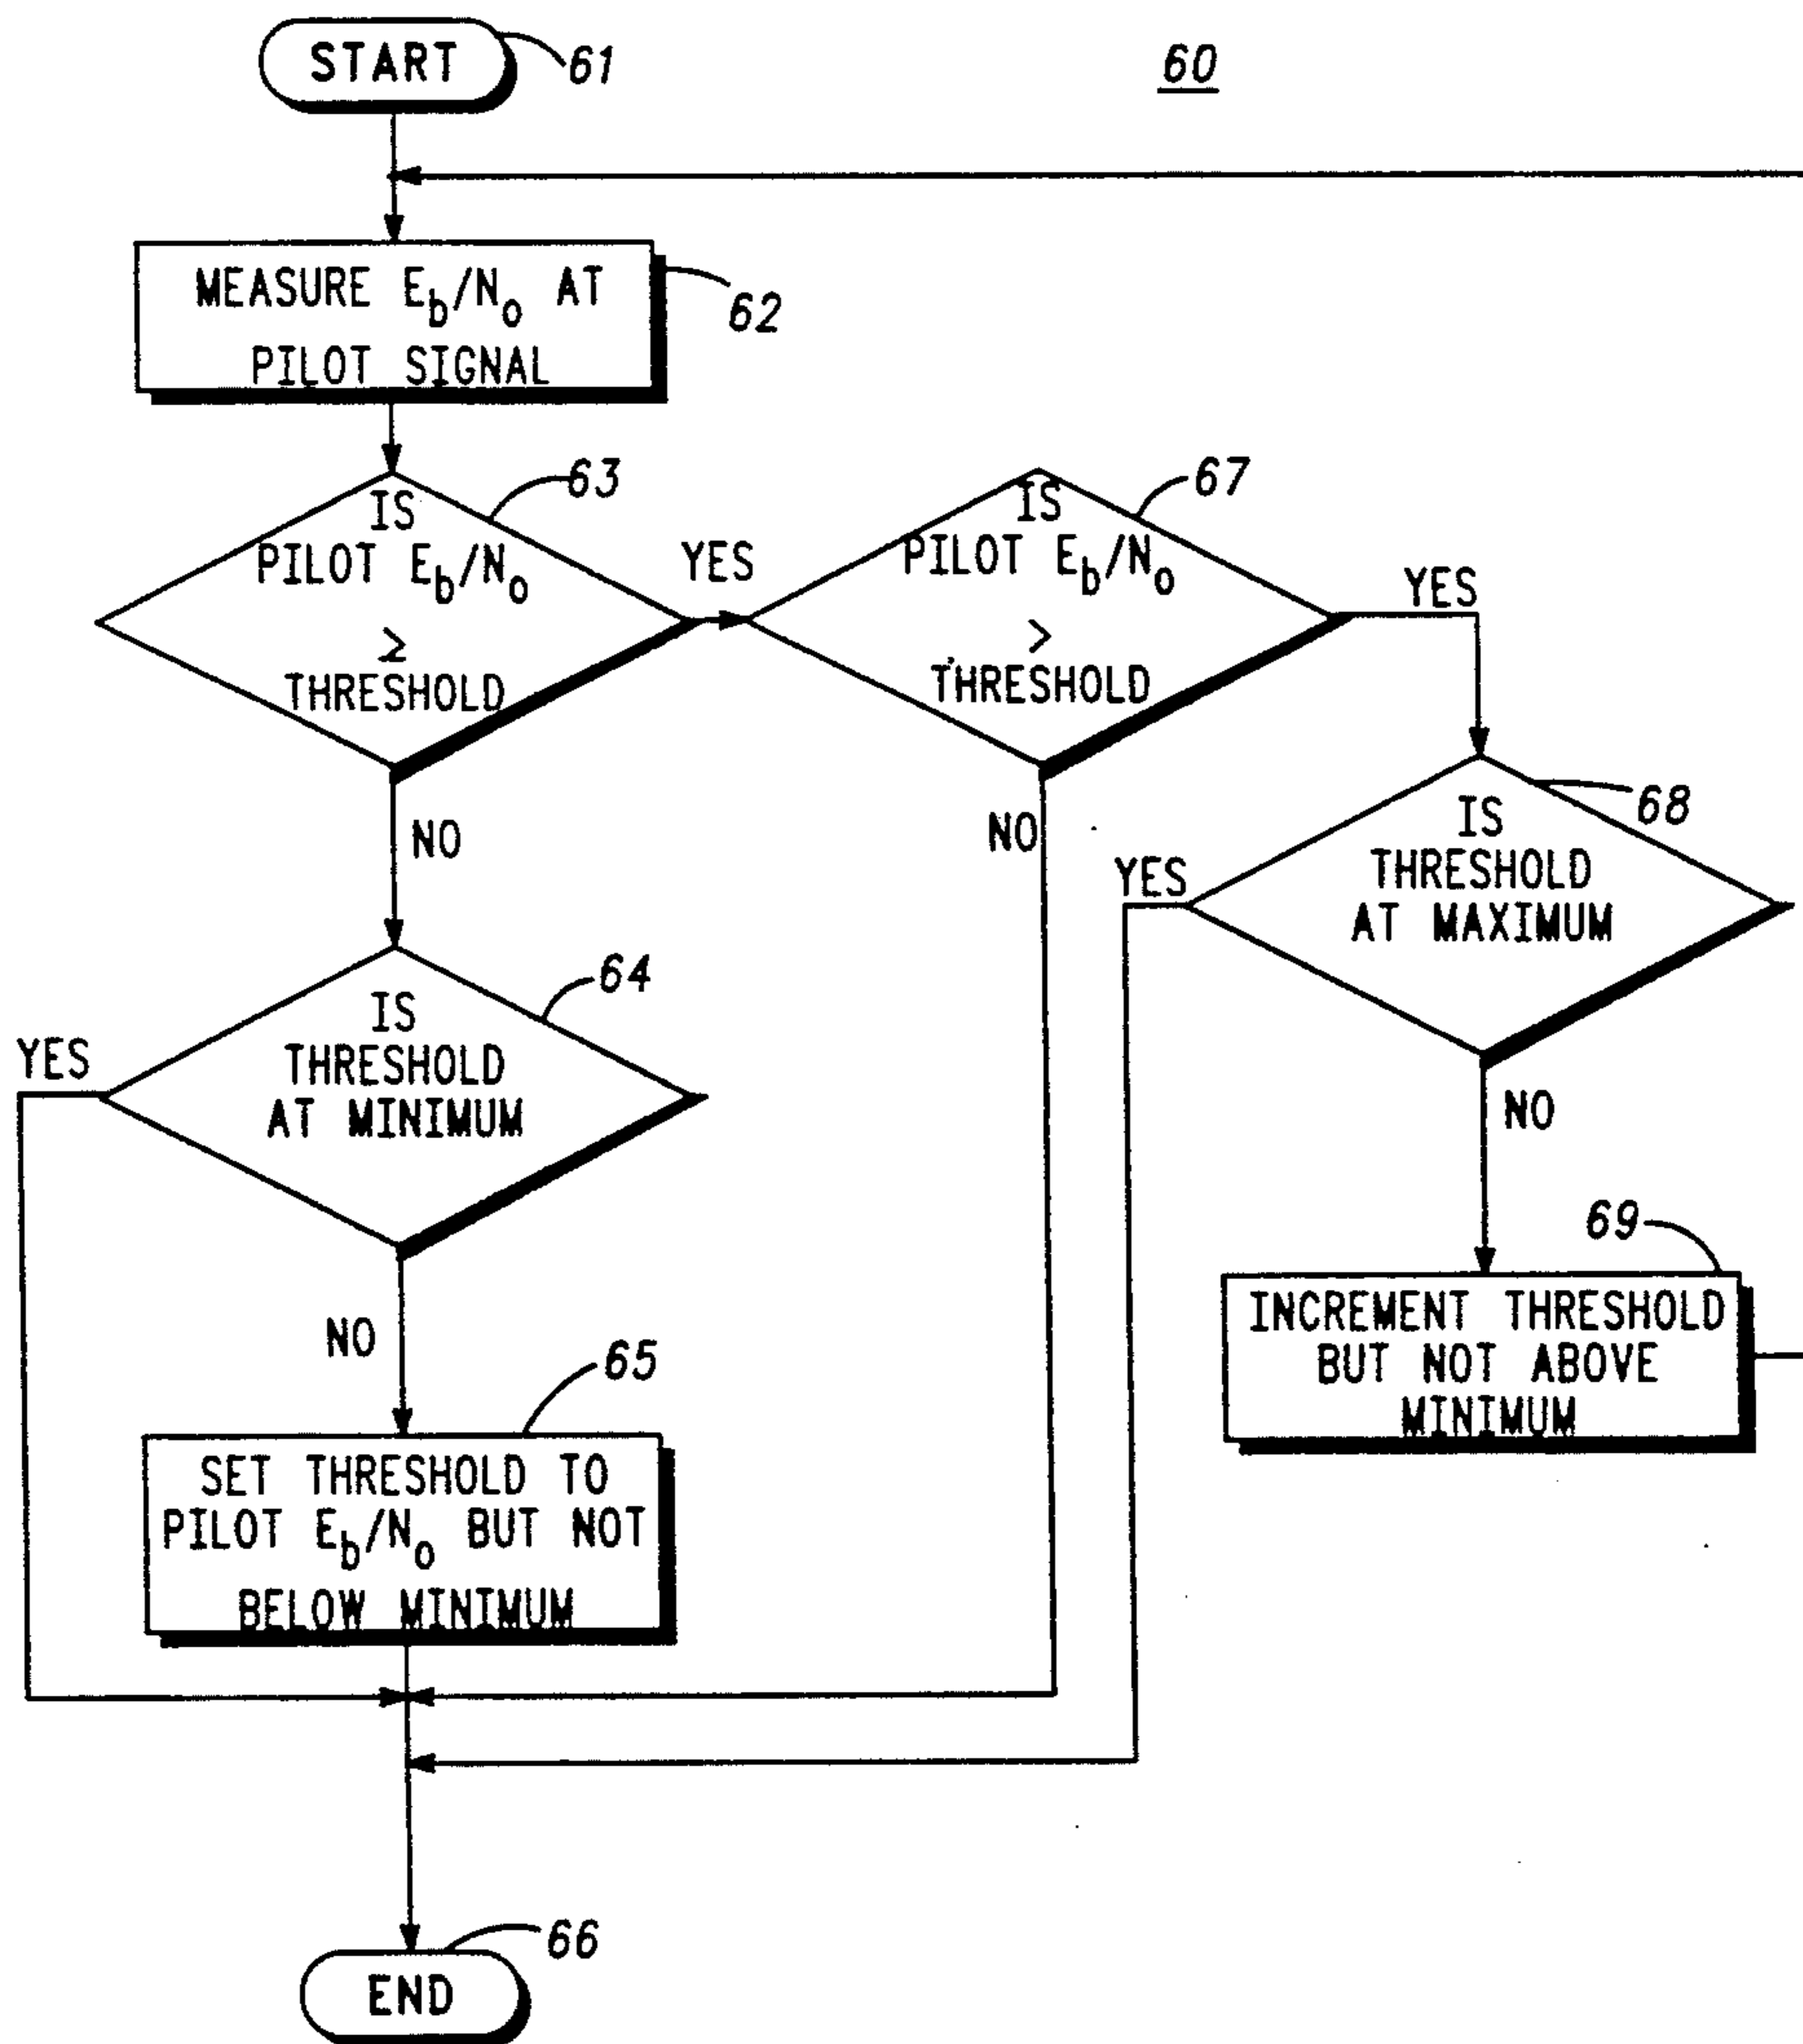 START
61
60
MEASURE Eb/No AT
PILOT SIGNAL
62
IS
PILOT Eb/No
≥
THRESHOLD
63
YES
IS
PILOT Eb/No
>
THRESHOLD
67
YES
NO
NO
IS
THRESHOLD
AT MAXIMUM
68
YES
NO
IS
THRESHOLD
AT MINIMUM
64
YES
NO
INCREMENT THRESHOLD
BUT NOT ABOVE
MINIMUM
69
SET THRESHOLD TO
PILOT Eb/No BUT NOT
BELOW MINIMUM
65
END
66